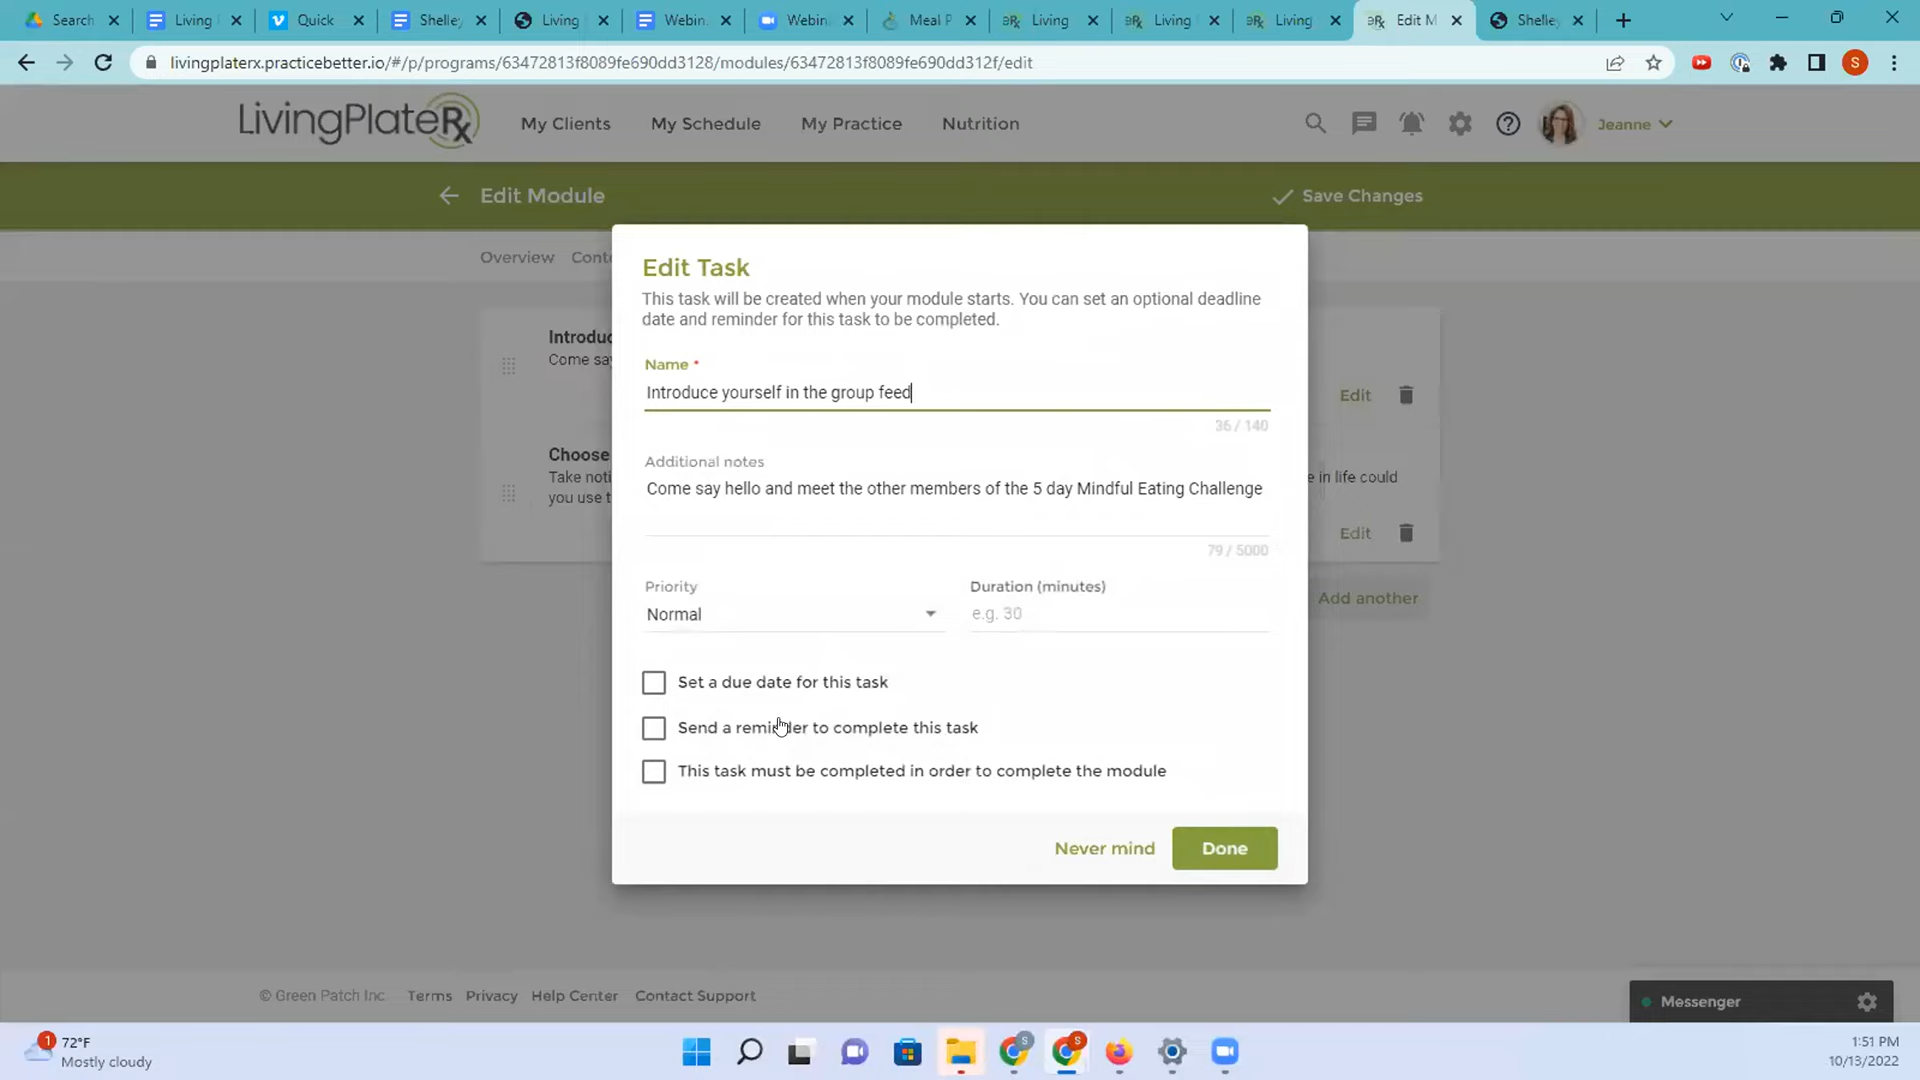 Search
Living
Quick
Shelley
Living
Webin
Webin
Meal P
Living
Living
Living
Edit M
Shelley
livingplaterx.practicebetter.io/#/p/programs/63472813f8089fe690dd3128/modules/63472813f8089fe690dd312f/edit
S
LivingPlateRx
My Clients
My Schedule
My Practice
Nutrition
Jeanne
Edit Module
Save Changes
Overview
Introduc
Come say
Edit
Choose
Take noti
e in life could
you use t
Edit
Add another
Edit Task
This task will be created when your module starts. You can set an optional deadline
date and reminder for this task to be completed.
Name *
Introduce yourself in the group feed
36 / 140
Additional notes
Come say hello and meet the other members of the 5 day Mindful Eating Challenge
79 / 5000
Priority
Duration (minutes)
Normal
e.g. 30
Set a due date for this task
Send a reminder to complete this task
This task must be completed in order to complete the module
Never mind
Done
© Green Patch Inc.
Terms
Privacy
Help Center
Contact Support
Messenger
1
72°F
Mostly cloudy
S
S
1:51 PM
10/13/2022